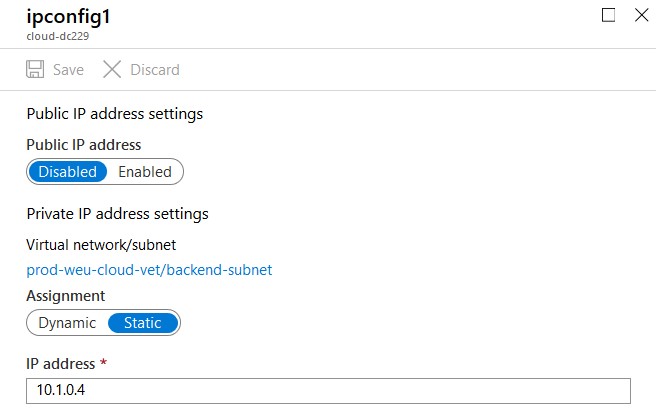 ipconfig1
cloud-dc229
Save Discard
Public IP address settings
Public IP address
Disabled Enabled
Private IP address settings
Virtual network/subnet
prod-weu-cloud-vet/backend-subnet
Assignment
Dynamic Static
IP address *
10.1.0.4